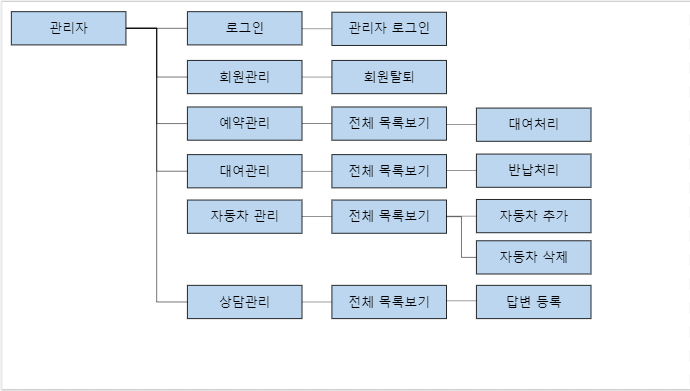 관리자
로그인
관리자 로그인
회원관리
회원탈퇴
예약관리
전체 목록보기
대여처리
대여관리
전체 목록보기
반납처리
자동차 관리
전체 목록보기
자동차 추가
자동차 삭제
상담관리
전체 목록보기
답변 등록